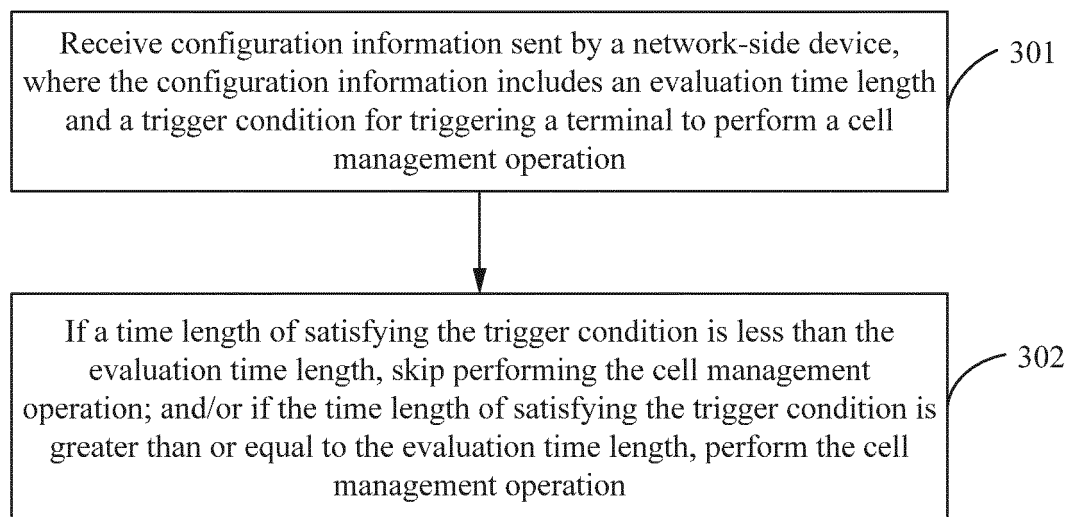 Receive configuration information sent by a network-side device,
where the configuration information includes an evaluation time length
and a trigger condition for triggering a terminal to perform a cell
management operation
301
If a time length of satisfying the trigger condition is less than the
evaluation time length, skip performing the cell management
operation; and/or if the time length of satisfying the trigger condition is
greater than or equal to the evaluation time length, perform the cell
management operation
302